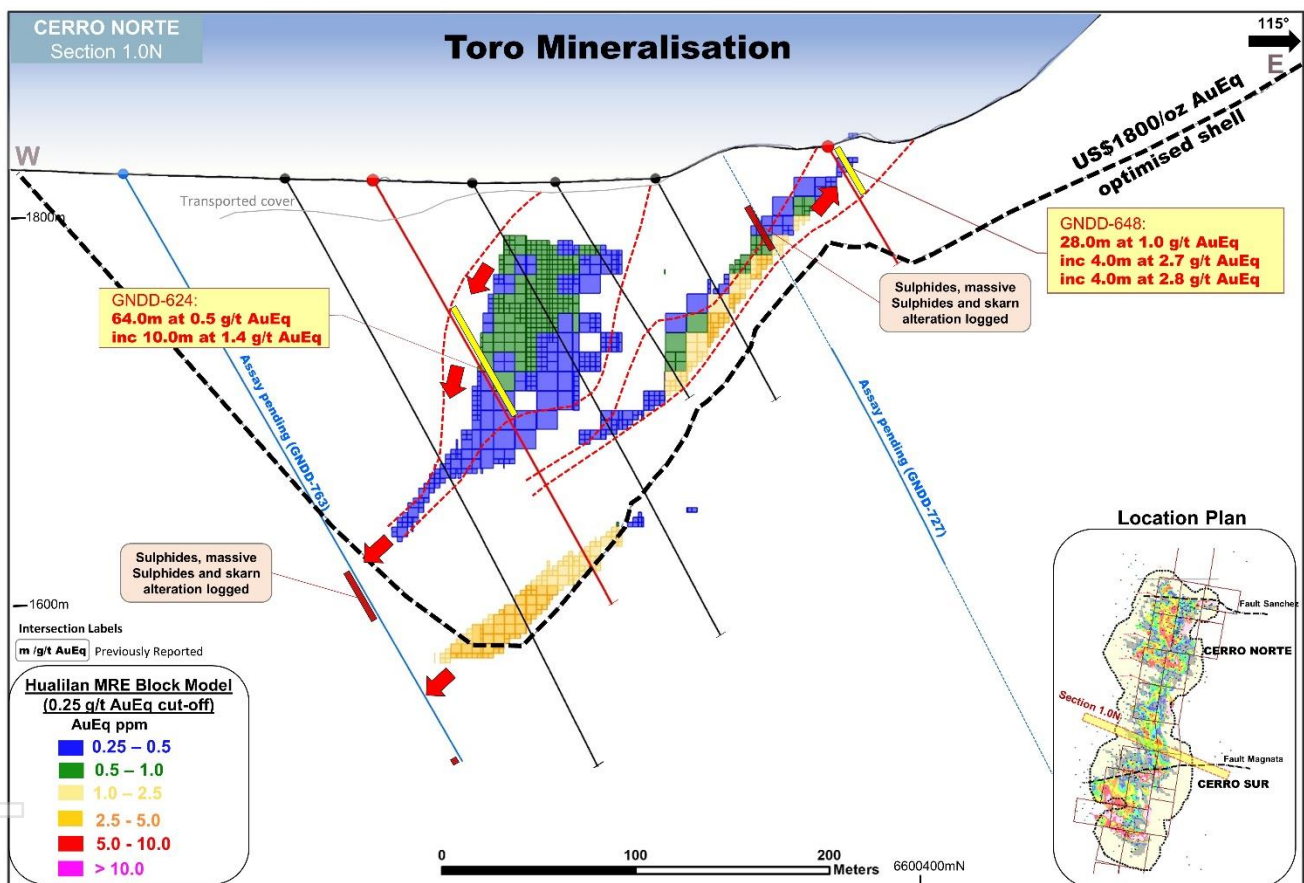 CERRO NORTE
Section 1.0N
Toro Mineralisation
115°
E
W
US$1800/oz AuEq
optimised shell
Transported cover
1800m
GNDD-648:
28.0m at 1.0 g/t AuEq
inc 4.0m at 2.7 g/t AuEq
inc 4.0m at 2.8 g/t AuEq
Sulphides, massive
Sulphides and skarn
alteration logged
GNDD-624:
64.0m at 0.5 g/t AuEq
inc 10.0m at 1.4 g/t AuEq
Assay pending (GNDD-763)
Assay pending (GNDD-727)
Sulphides, massive
Sulphides and skarn
alteration logged
1600m
Intersection Labels
m /g/t AuEq Previously Reported
Hualilan MRE Block Model
(0.25 g/t AuEq cut-off)
AuEq ppm
0.25 – 0.5
0.5 – 1.0
1.0 – 2.5
2.5 - 5.0
5.0 - 10.0
> 10.0
Location Plan
Fault Sanchez
CERRO NORTE
Section 1.0N
Fault Magnata
CERRO SUR
0 100 200
Meters
6600400mN